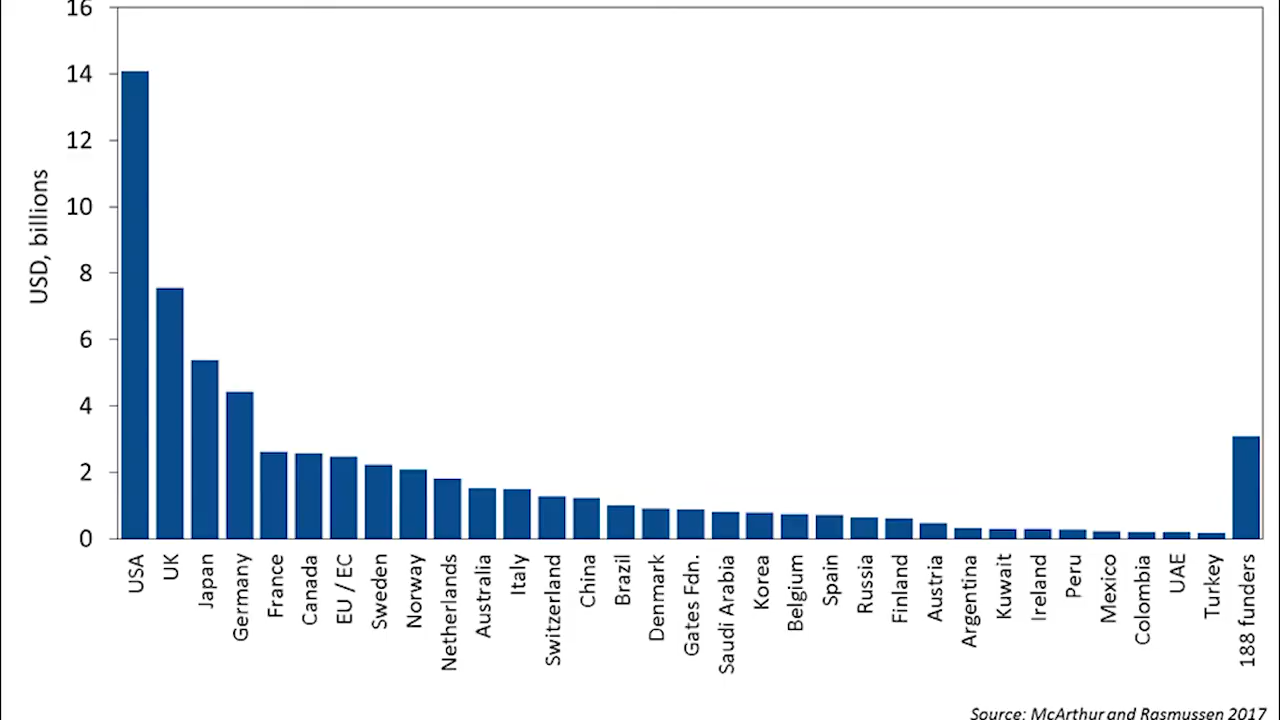 16
14
12
10
8
6
4
2
0
USD, billions
USA
UK
Japan
Germany
France
Canada
EU / EC
Sweden
Norway
Netherlands
Australia
Italy
Switzerland
China
Brazil
Denmark
Gates Fdn.
Saudi Arabia
Korea
Belgium
Spain
Russia
Finland
Austria
Argentina
Kuwait
Ireland
Peru
Mexico
Colombia
UAE
Turkey
188 funders
Source: McArthur and Rasmussen 2017